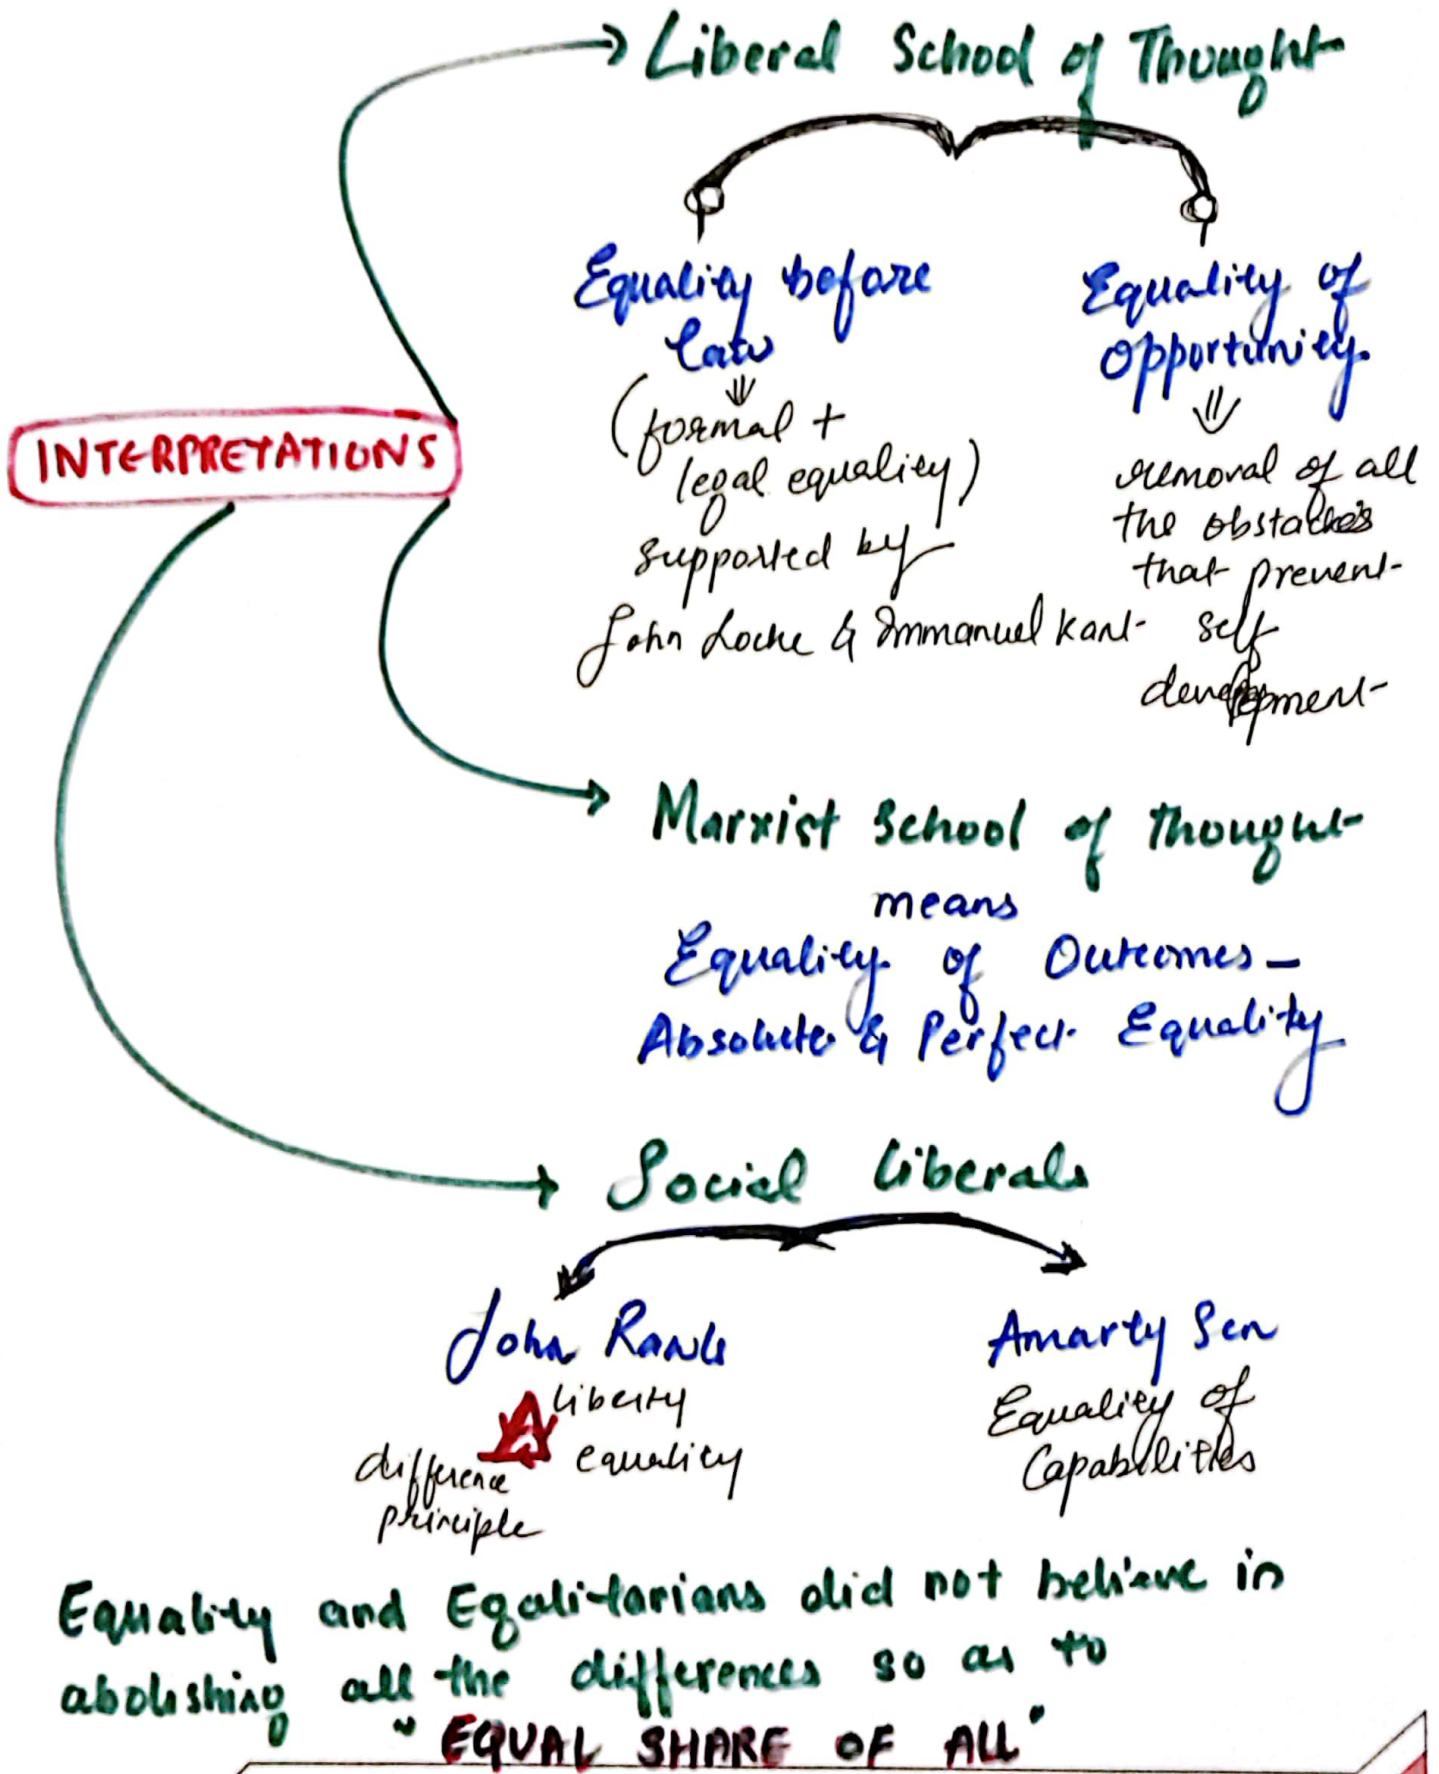 Liberal School of Thought
Equality before
law
(formal +
legal equality)
supported by
John Locke & Immanuel Kant
Equality of
Opportunity.
removal of all
the obstacles
that prevent
self
development
INTERPRETATIONS
Marxist School of Thought
means
Equality of Outcomes –
Absolute & Perfect Equality
Social liberals
John Rawls
liberty
equality
difference
principle
Amarty Sen
Equality of
Capabilities
Equality and Egalitarians did not believe in
abolishing all the differences so as to
"EQUAL SHARE OF ALL"